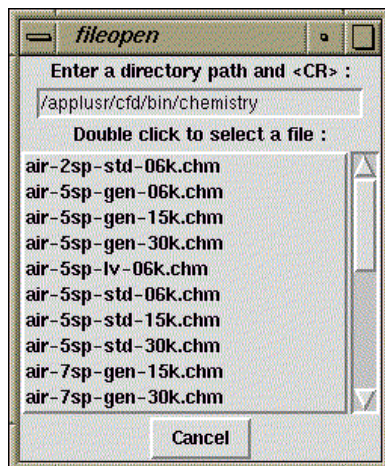 fileopen
Enter a directory path and <CR> :
/applusr/cfd/bin/chemistry
Double click to select a file :
air-2sp-std-06k.chm
air-5sp-gen-06k.chm
air-5sp-gen-15k.chm
air-5sp-gen-30k.chm
air-5sp-lv-06k.chm
air-5sp-std-06k.chm
air-5sp-std-15k.chm
air-5sp-std-30k.chm
air-7sp-gen-15k.chm
air-7sp-gen-30k.chm
Cancel